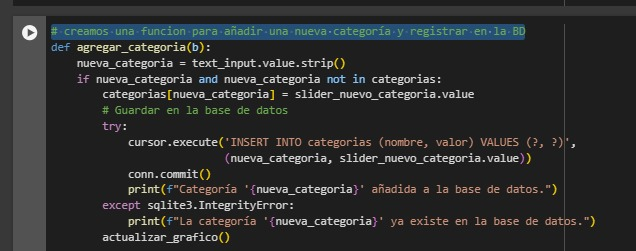 # creamos una funcion para añadir una nueva categoría y registrar en la BD
def agregar_categoria(b):
    nueva_categoria = text_input.value.strip()
    if nueva_categoria and nueva_categoria not in categorias:
        categorias[nueva_categoria] = slider_nuevo_categoria.value
        # Guardar en la base de datos
        try:
            cursor.execute('INSERT INTO categorias (nombre, valor) VALUES (?, ?)',
                           (nueva_categoria, slider_nuevo_categoria.value))
            conn.commit()
            print(f"Categoría '{nueva_categoria}' añadida a la base de datos.")
        except sqlite3.IntegrityError:
            print(f"La categoría '{nueva_categoria}' ya existe en la base de datos.")
        actualizar_grafico()